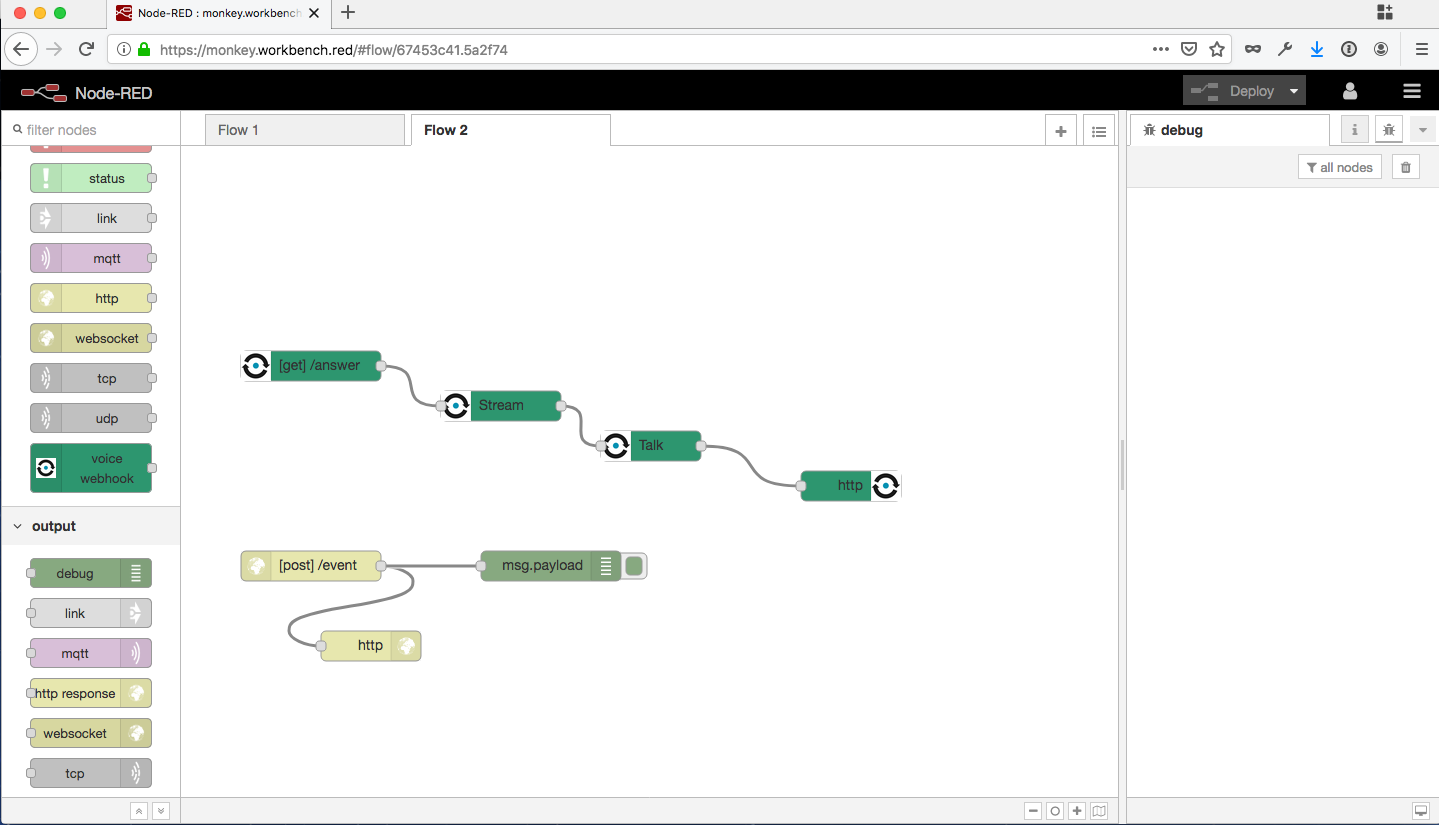 Node-RED : monkey.workbench
https://monkey.workbench.red/#flow/67453c41.5a2f74
Node-RED
Deploy
filter nodes
Flow 1
Flow 2
debug
all nodes
status
link
mqtt
http
websocket
tcp
udp
voice
webhook
output
debug
link
mqtt
http response
websocket
tcp
[get] /answer
Stream
Talk
http
[post] /event
msg.payload
http